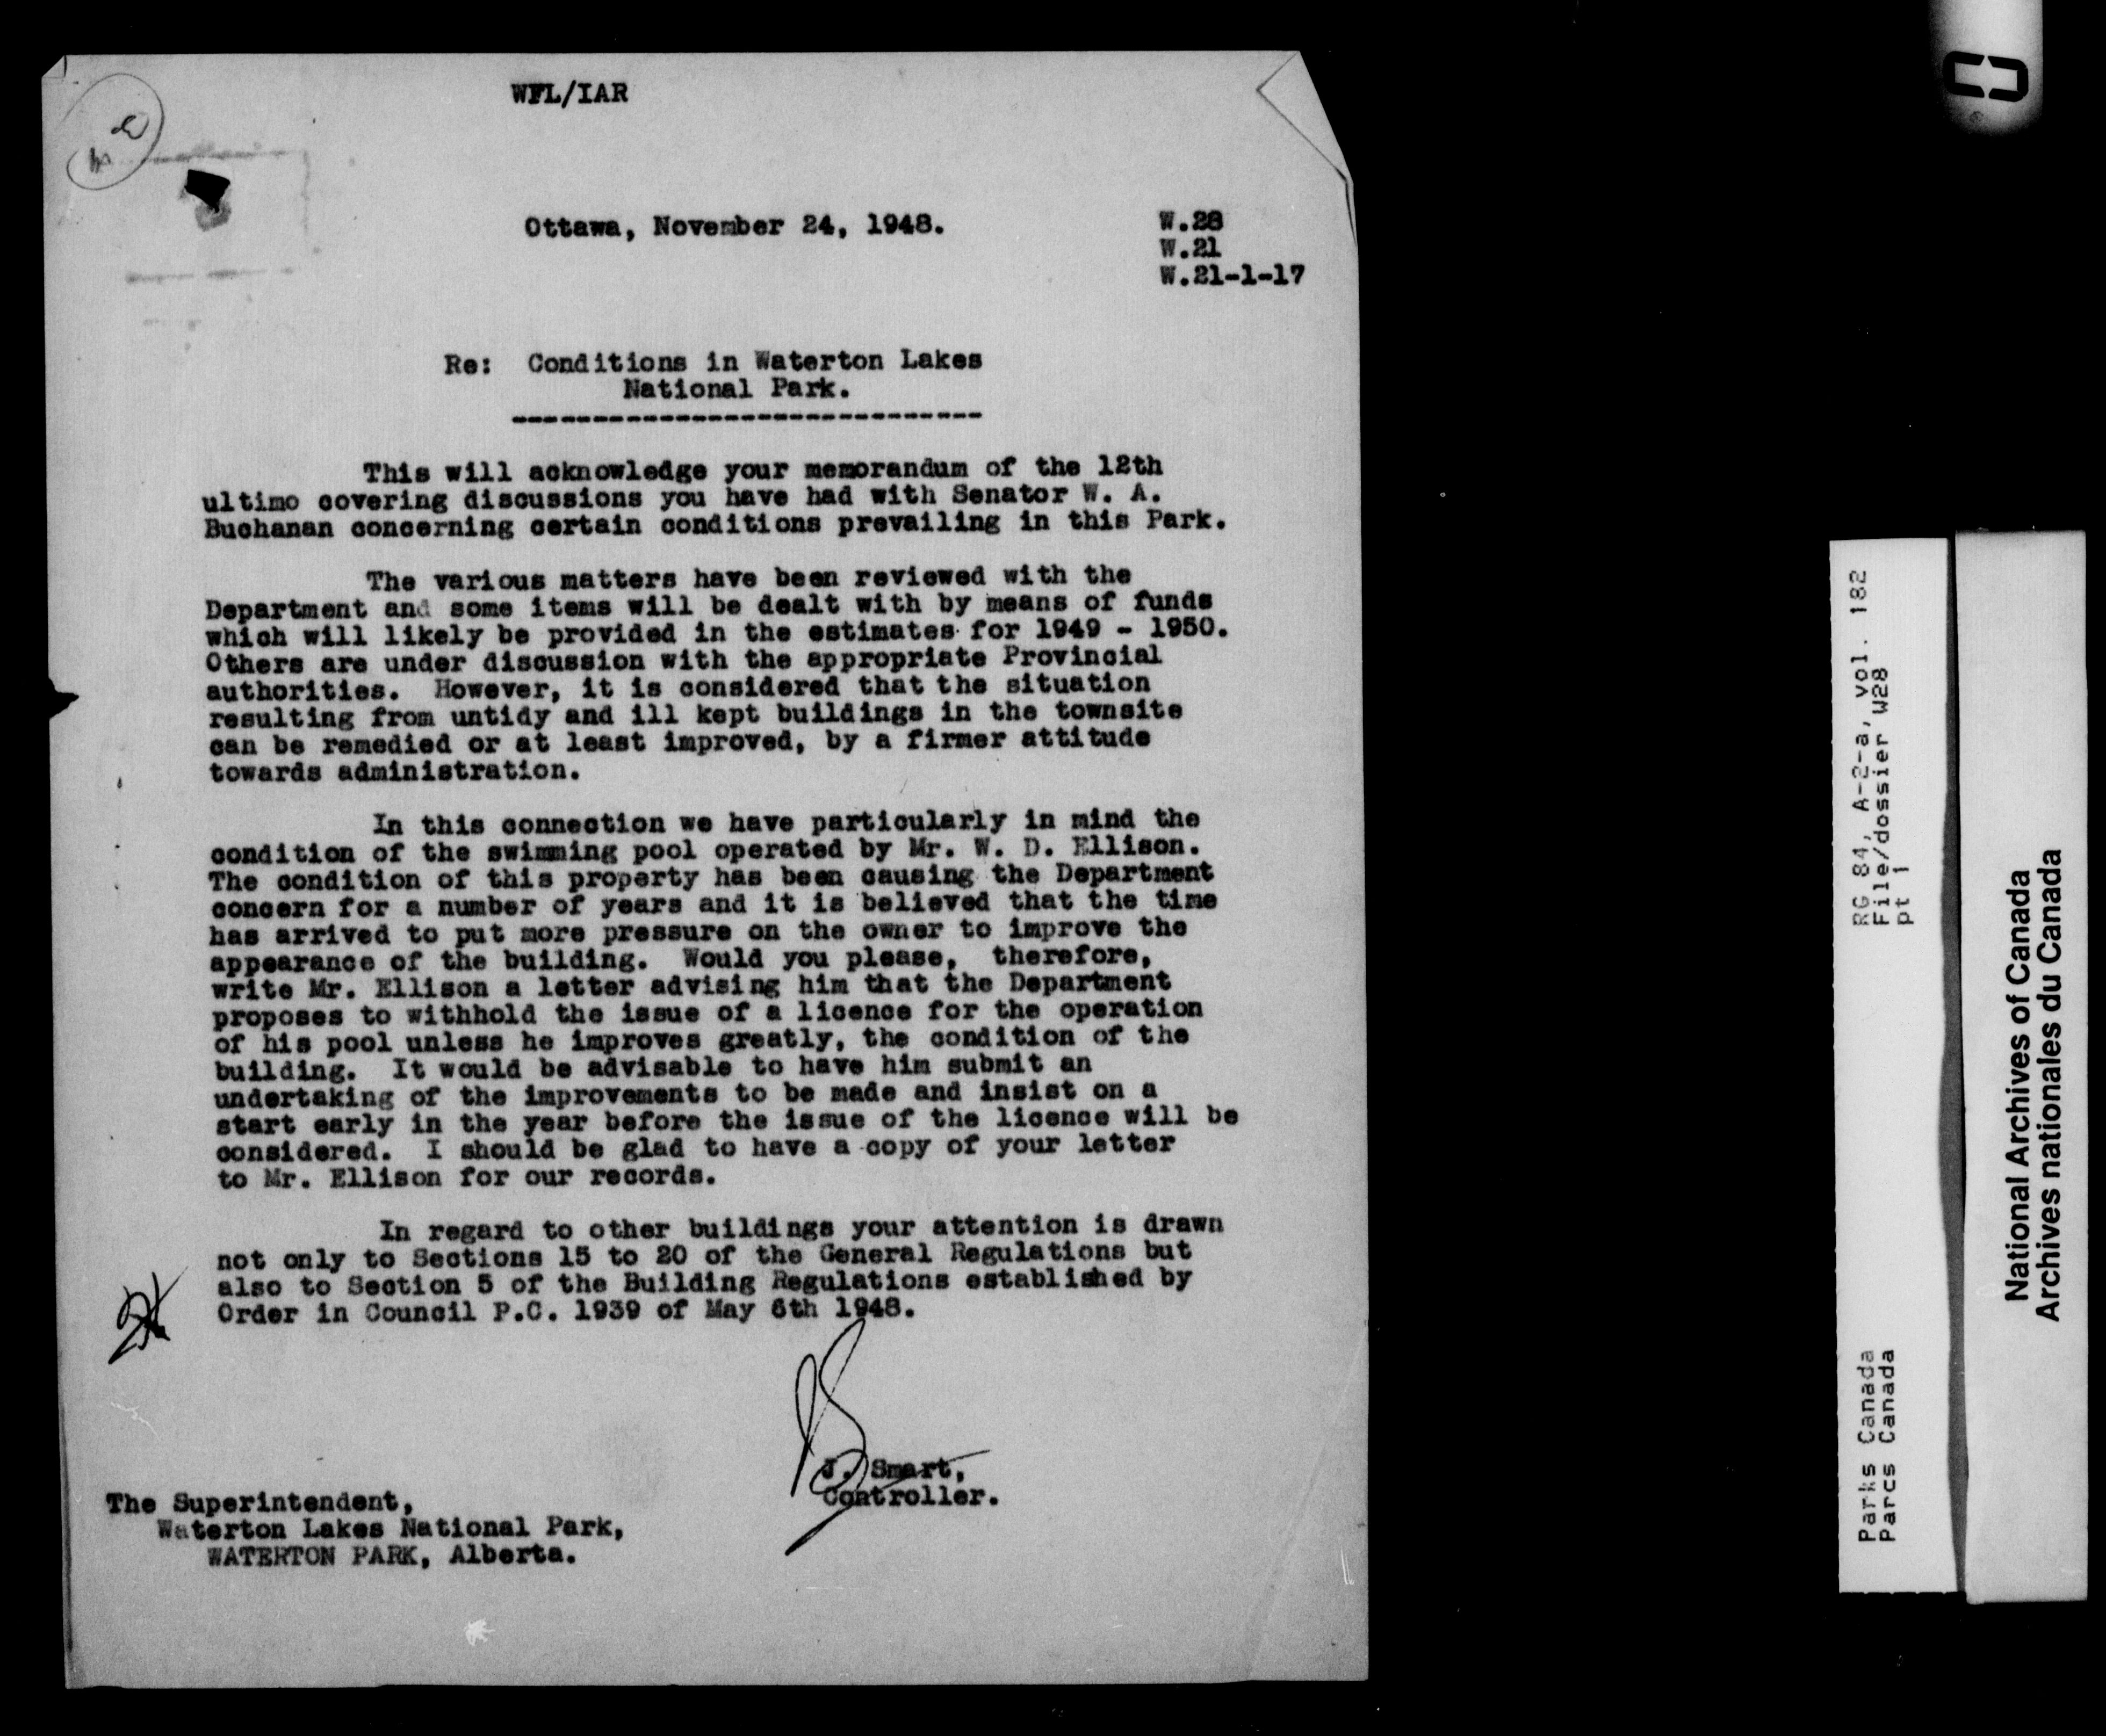 WFL/IAR
Ottawa, November 24, 1948.
W.28
W.21
W.21-1-17
Re: Conditions in Waterton Lakes
National Park.
------------------------------
This will acknowledge your memorandum of the 12th
ultimo covering discussions you have had with Senator W. A.
Buchanan concerning certain conditions prevailing in this Park.
The various matters have been reviewed with the
Department and some items will be dealt with by means of funds
which will likely be provided in the estimates for 1949 - 1950.
Others are under discussion with the appropriate Provincial
authorities. However, it is considered that the situation
resulting from untidy and ill kept buildings in the townsite
can be remedied or at least improved, by a firmer attitude
towards administration.
In this connection we have particularly in mind the
condition of the swimming pool operated by Mr. W. D. Ellison.
The condition of this property has been causing the Department
concern for a number of years and it is believed that the time
has arrived to put more pressure on the owner to improve the
appearance of the building. Would you please, therefore,
write Mr. Ellison a letter advising him that the Department
proposes to withhold the issue of a licence for the operation
of his pool unless he improves greatly, the condition of the
building. It would be advisable to have him submit an
undertaking of the improvements to be made and insist on a
start early in the year before the issue of the licence will be
considered. I should be glad to have a copy of your letter
to Mr. Ellison for our records.
In regard to other buildings your attention is drawn
not only to Sections 15 to 20 of the General Regulations but
also to Section 5 of the Building Regulations established by
Order in Council P.C. 1939 of May 6th 1948.
J. Smart,
Controller.
The Superintendent,
Waterton Lakes National Park,
WATERTON PARK, Alberta.
RG 84, A-2-a, vol. 182
File/dossier W28
pt 1
Parks Canada
Parcs Canada
National Archives of Canada
Archives nationales du Canada